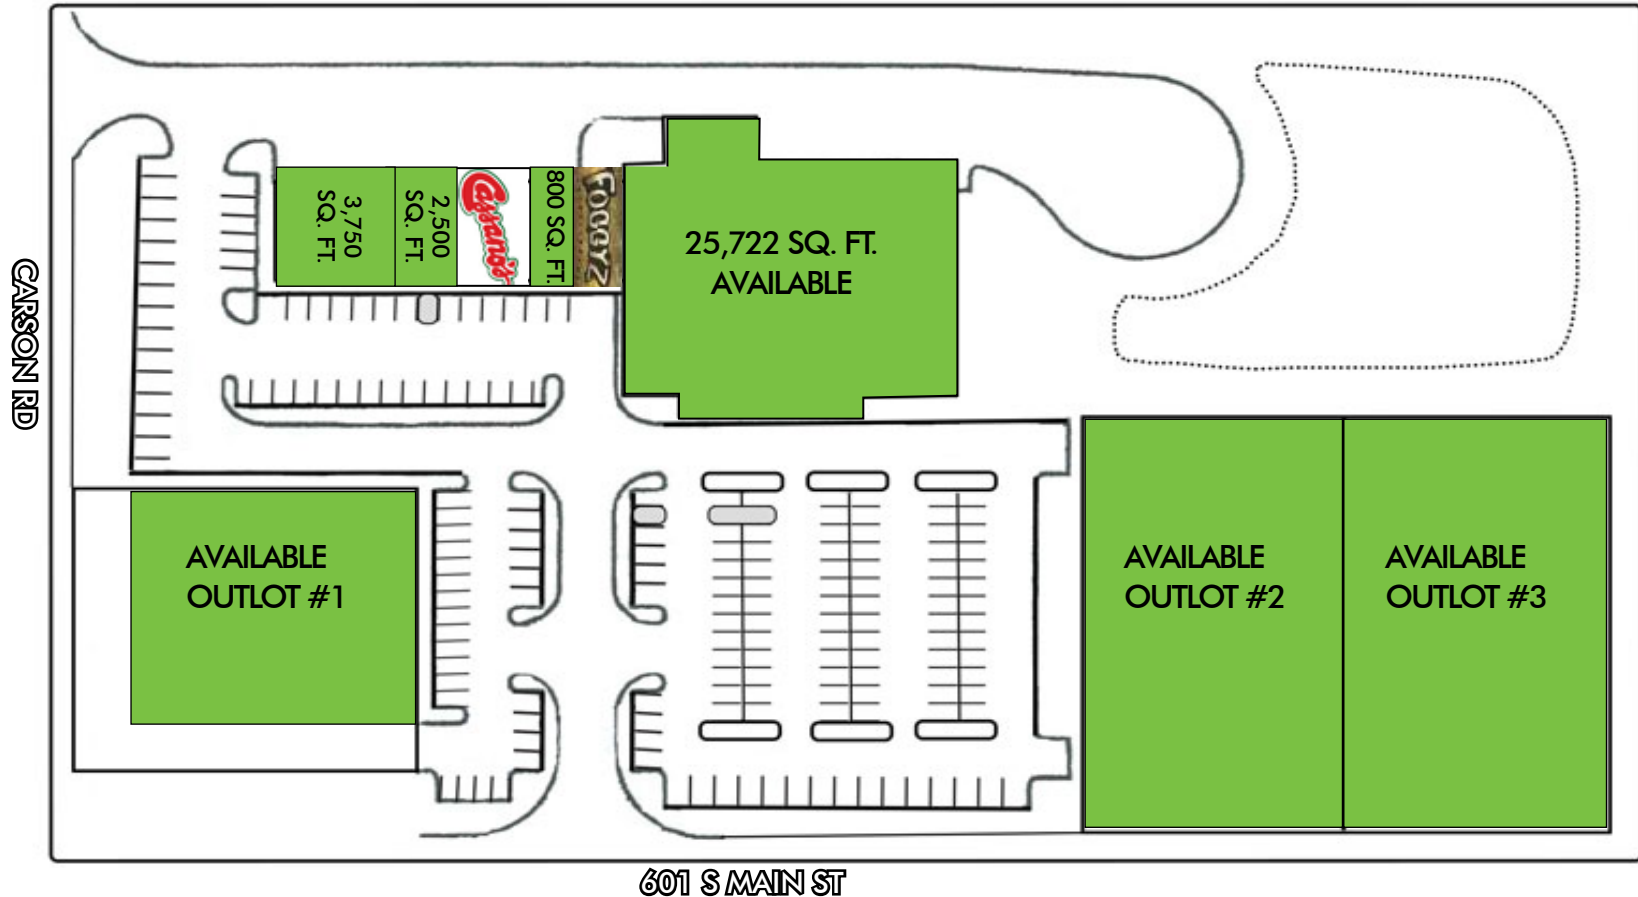 3,750
SQ. FT.
2,500
SQ. FT.
Cassano's
800 SQ. FT.
FOGGYZ
25,722 SQ. FT.
AVAILABLE
CARSON RD
AVAILABLE
OUTLOT #1
AVAILABLE
OUTLOT #2
AVAILABLE
OUTLOT #3
601 S MAIN ST